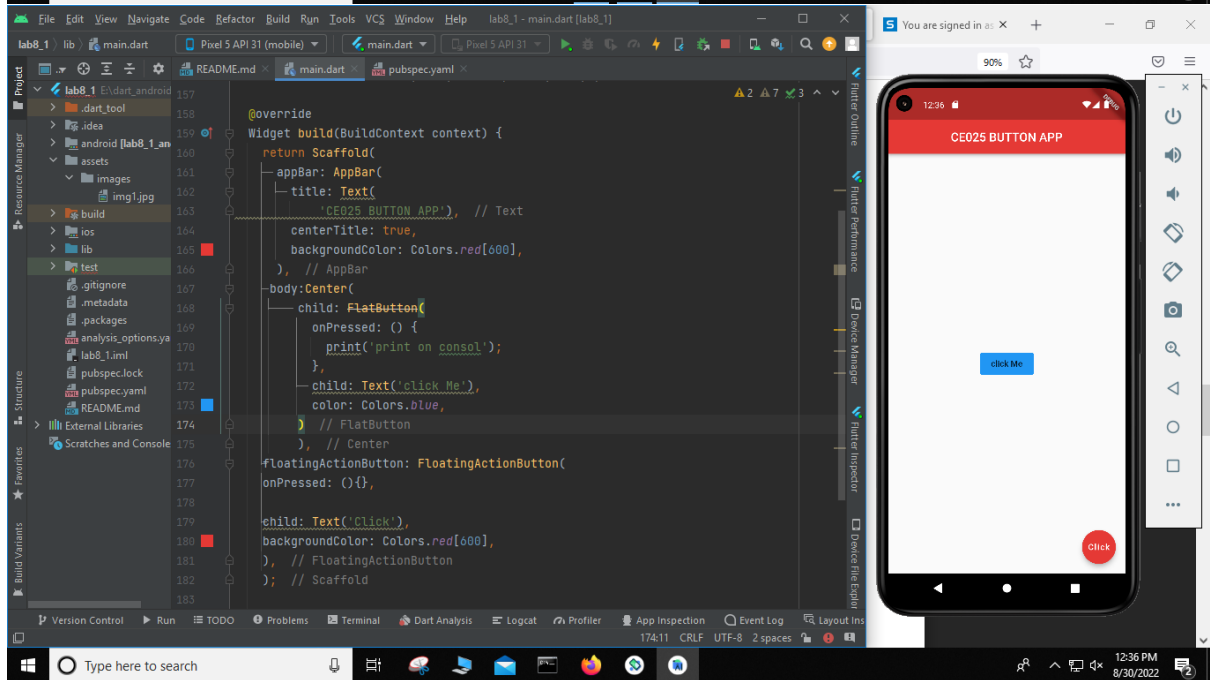 File Edit View Navigate Code Refactor Build Run Tools VCS Window Help lab8_1 - main.dart [lab8_1]
lab8_1 lib main.dart Pixel 5 API 31 (mobile) main.dart Pixel 5 API 31
Project README.md main.dart pubspec.yaml
lab8_1 E:\dart_android
.dart_tool
.idea
android [lab8_1_an
assets
images
img1.jpg
build
ios
lib
test
.gitignore
.metadata
.packages
analysis_options.ya
lab8_1.iml
pubspec.lock
pubspec.yaml
README.md
External Libraries
Scratches and Console
Resource Manager
Structure
Favorites
Build Variants
2 7 3
157
158 @override
159 Widget build(BuildContext context) {
160 return Scaffold(
161 appBar: AppBar(
162 title: Text(
163 'CE025 BUTTON APP'), // Text
164 centerTitle: true,
165 backgroundColor: Colors.red[600],
166 ), // AppBar
167 body:Center(
168 child: FlatButton(
169 onPressed: () {
170 print('print on consol');
171 },
172 child: Text('click Me'),
173 color: Colors.blue,
174 ) // FlatButton
175 ), // Center
176 floatingActionButton: FloatingActionButton(
177 onPressed: (){},
178
179 child: Text('Click'),
180 backgroundColor: Colors.red[600],
181 ), // FloatingActionButton
182 ); // Scaffold
183
Flutter Outline
Flutter Performance
Device Manager
Flutter Inspector
Device File Explor
Version Control Run TODO Problems Terminal Dart Analysis Logcat Profiler App Inspection Event Log Layout Ins
174:11 CRLF UTF-8 2 spaces
You are signed in as
90%
12:36
DEBUG
CE025 BUTTON APP
click Me
Click
Type here to search
12:36 PM
8/30/2022
2